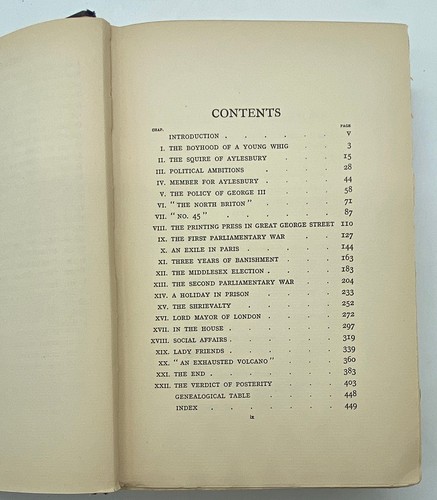 CONTENTS
CHAP. PAGE
INTRODUCTION . . . . . . V
I. THE BOYHOOD OF A YOUNG WHIG . . . 3
II. THE SQUIRE OF AYLESBURY . . . . 15
III. POLITICAL AMBITIONS . . . . 28
IV. MEMBER FOR AYLESBURY . . . . 44
V. THE POLICY OF GEORGE III . . . . 58
VI. "THE NORTH BRITON" . . . . 71
VII. "NO. 45" . . . . . . 87
VIII. THE PRINTING PRESS IN GREAT GEORGE STREET 110
IX. THE FIRST PARLIAMENTARY WAR . . . 127
X. AN EXILE IN PARIS . . . . . 144
XI. THREE YEARS OF BANISHMENT . . . 163
XII. THE MIDDLESEX ELECTION . . . . 183
XIII. THE SECOND PARLIAMENTARY WAR . . 204
XIV. A HOLIDAY IN PRISON . . . . 233
XV. THE SHRIEVALTY . . . . . 252
XVI. LORD MAYOR OF LONDON . . . . 272
XVII. IN THE HOUSE . . . . . 297
XVIII. SOCIAL AFFAIRS . . . . . 319
XIX. LADY FRIENDS . . . . . 339
XX. "AN EXHAUSTED VOLCANO" . . . . 360
XXI. THE END . . . . . . 383
XXII. THE VERDICT OF POSTERITY . . . 403
GENEALOGICAL TABLE . . . . 448
INDEX . . . . . . 449
ix